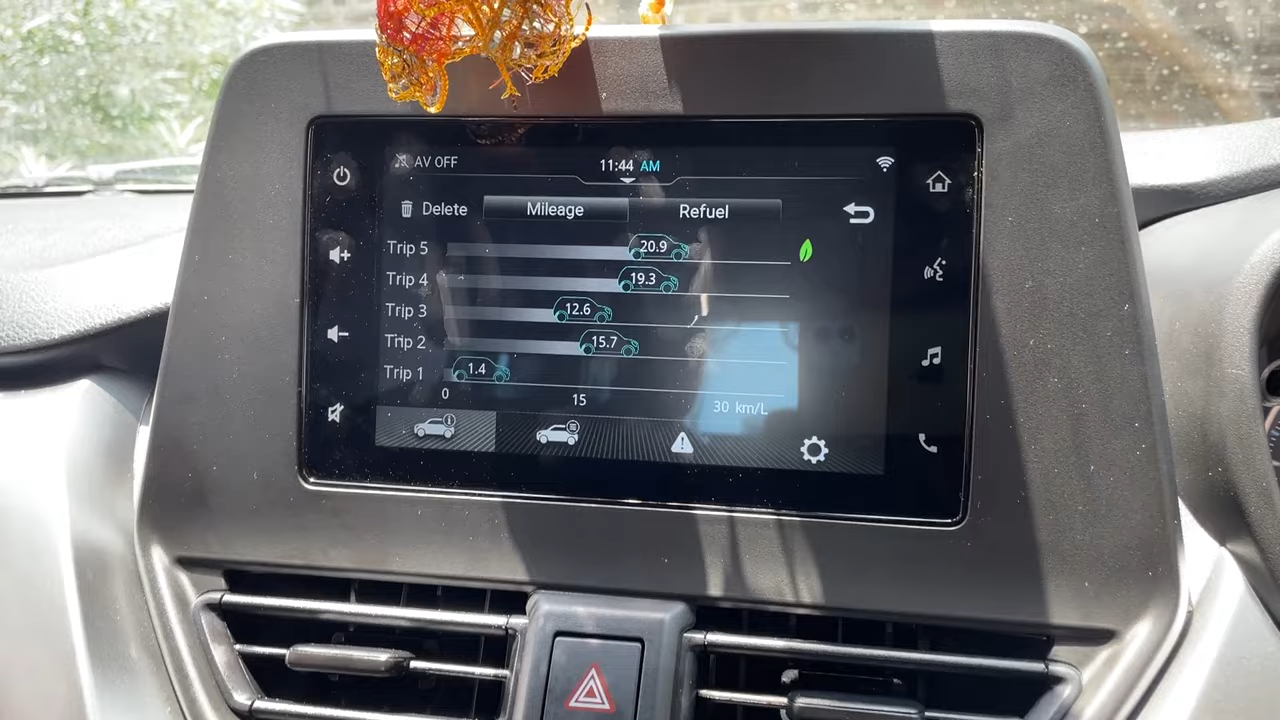 AV OFF 11:44 AM
Delete Mileage Refuel
Trip 5 20.9
Trip 4 19.3
Trip 3 12.6
Trip 2 15.7
Trip 1 1.4
0 15 30 km/L